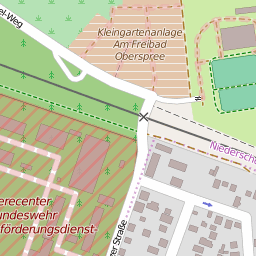 el-Weg
Kleingartenanlage
Am Freibad
Oberspree
Niedersch
erecenter
undeswehr
förderungsdienst-
er Straße